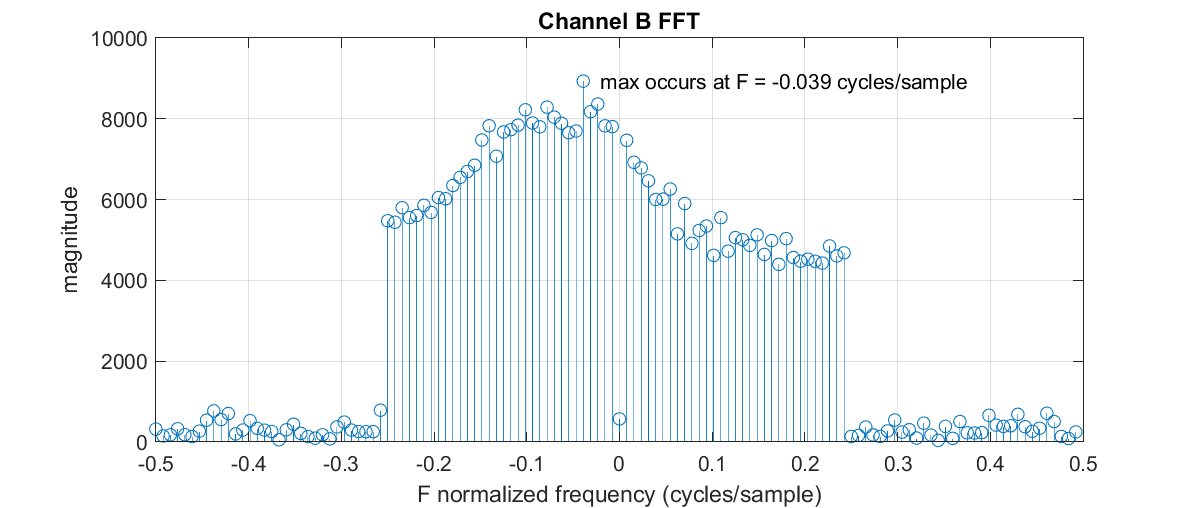 Channel B FFT
10000
8000
6000
4000
2000
0
magnitude
max occurs at F = -0.039 cycles/sample
-0.5 -0.4 -0.3 -0.2 -0.1 0 0.1 0.2 0.3 0.4 0.5
F normalized frequency (cycles/sample)